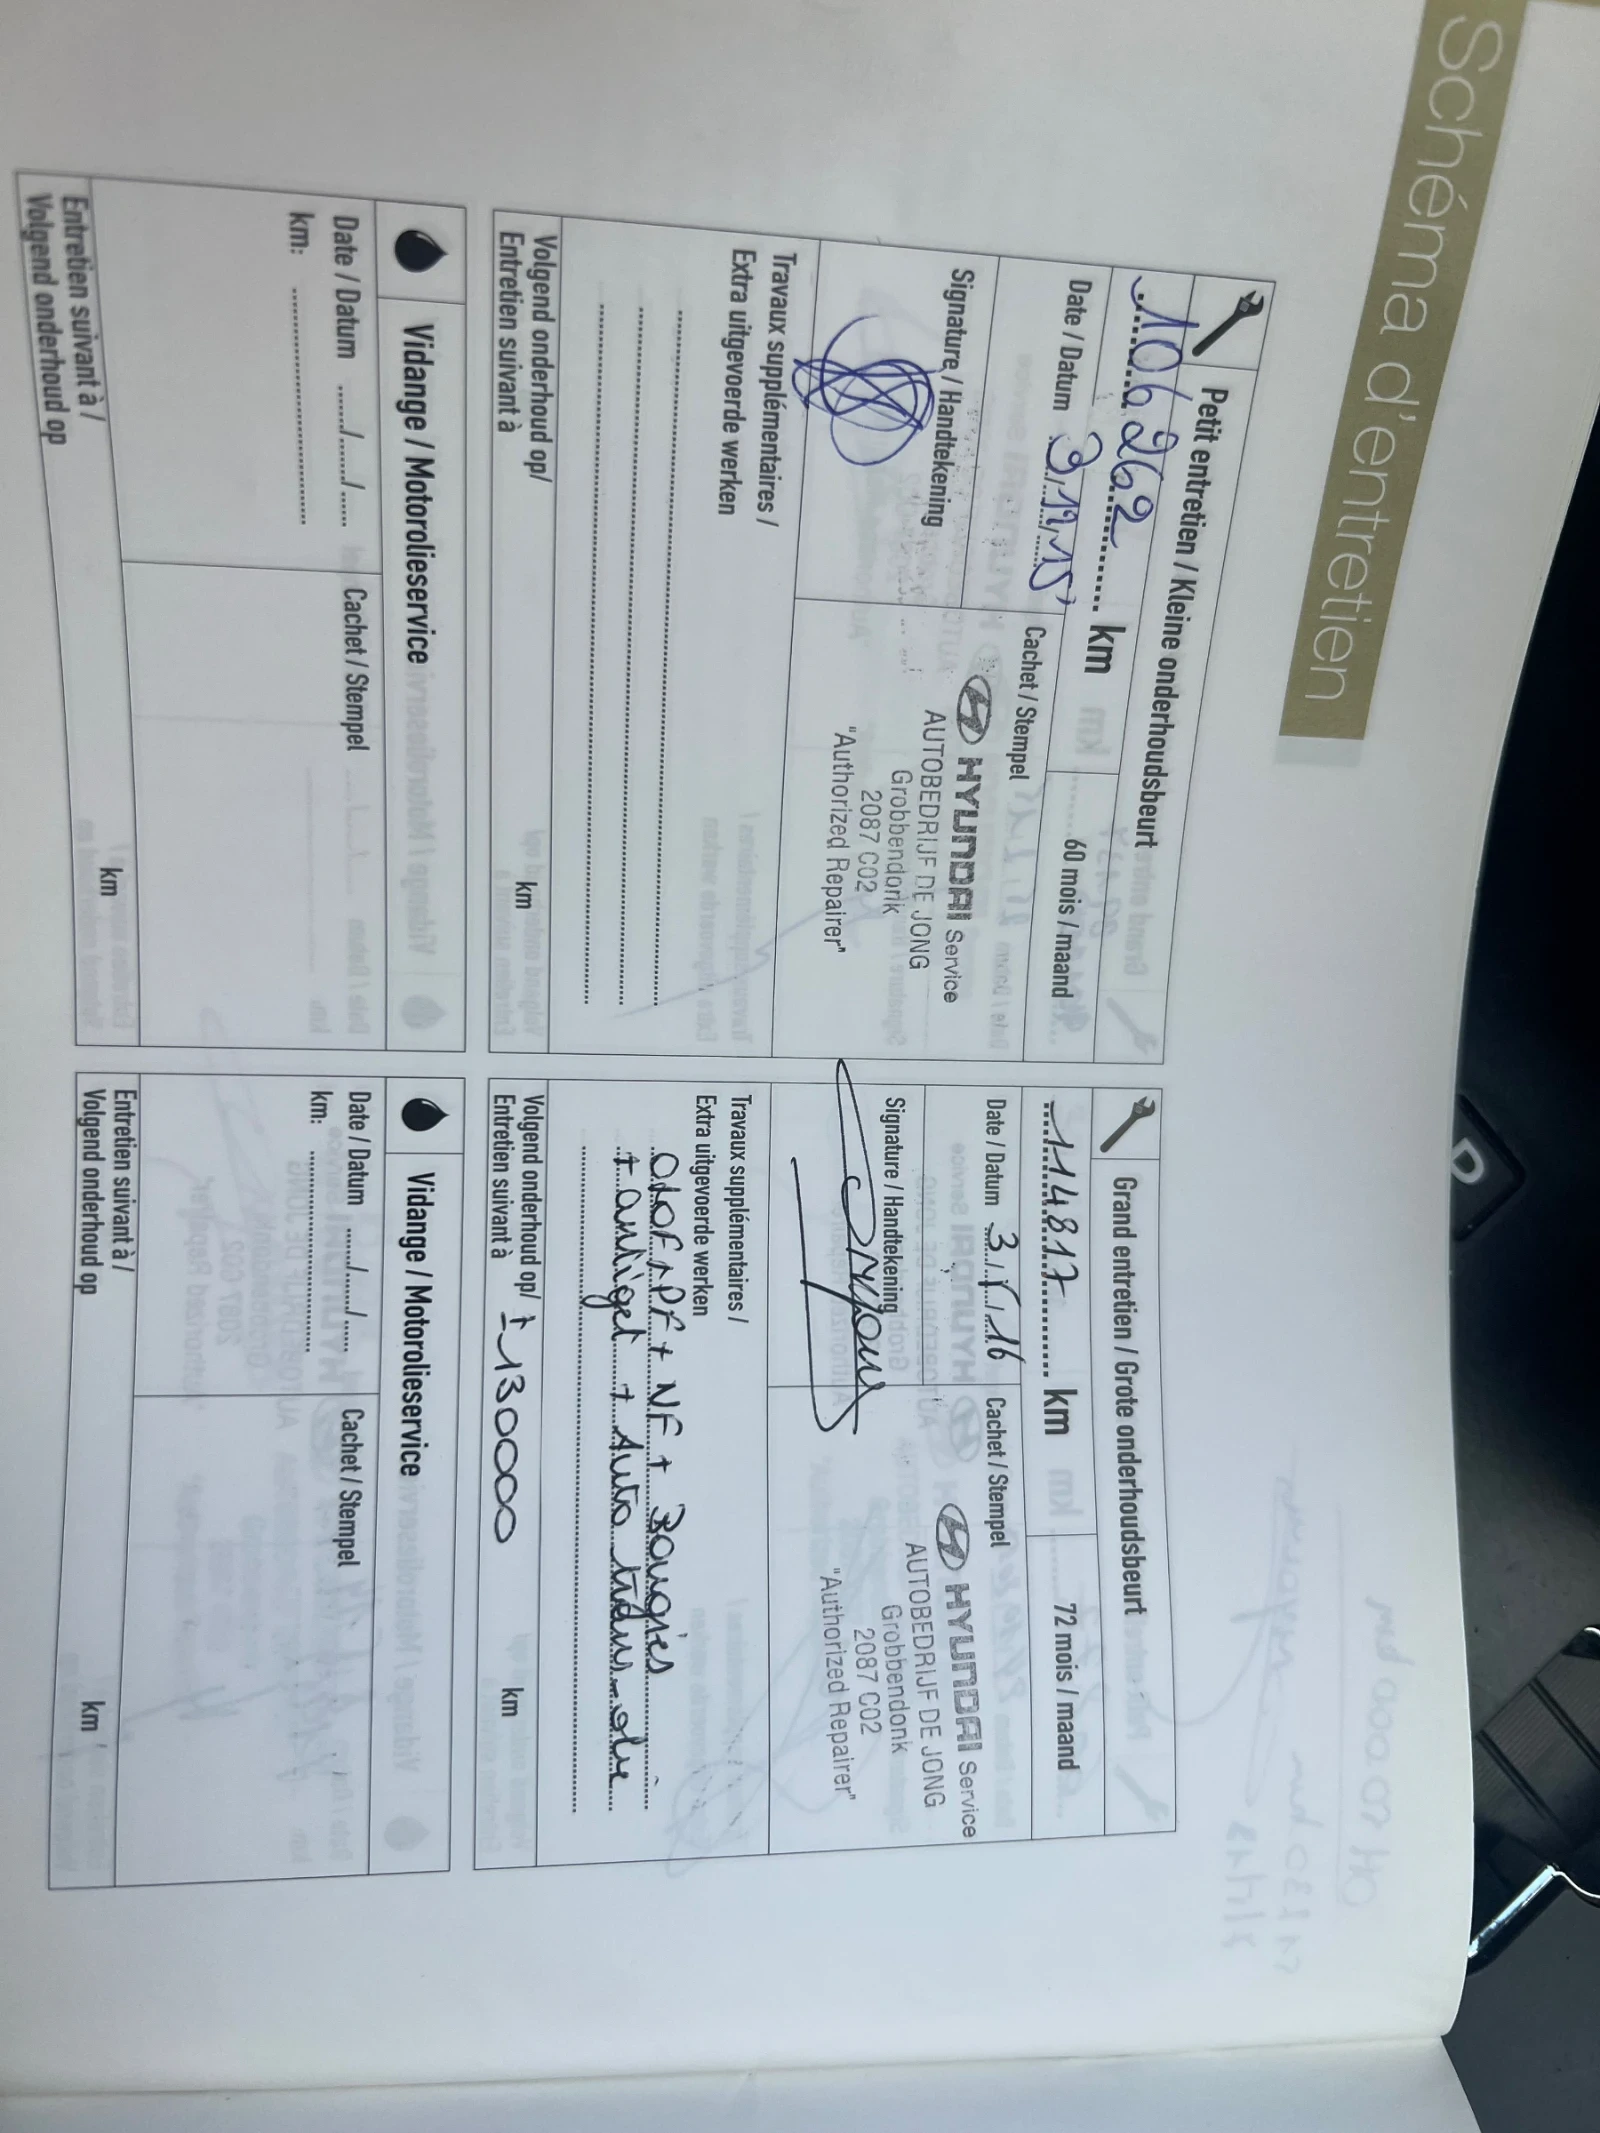 Schéma d'entretien
Petit entretien / Kleine onderhoudsbeurt
106262 km
60 mois / maand
Date / Datum 3/12/15
Cachet / Stempel
HYUNDAI Service
AUTOBEDRIJF DE JONG
Grobbendonk
2087 C02
"Authorized Repairer"
Signature / Handtekening
Travaux supplémentaires /
Extra uitgevoerde werken
Volgend onderhoud op/
Entretien suivant à km
Vidange / Motorolieservice
Date / Datum ....../....../......
km:
Cachet / Stempel
Entretien suivant à /
Volgend onderhoud op km
Grand entretien / Grote onderhoudsbeurt
114817 km
72 mois / maand
Cachet / Stempel
HYUNDAI Service
AUTOBEDRIJF DE JONG
Grobbendonk
2087 C02
"Authorized Repairer"
Date / Datum
Signature / Handtekening
Travaux supplémentaires /
Extra uitgevoerde werken
+ PF + NF + Bougies
+ antigel + Auto
Volgend onderhoud op/
Entretien suivant à ± 130000 km
Vidange / Motorolieservice
Date / Datum ....../....../......
km:
Cachet / Stempel
Entretien suivant à /
Volgend onderhoud op km
P